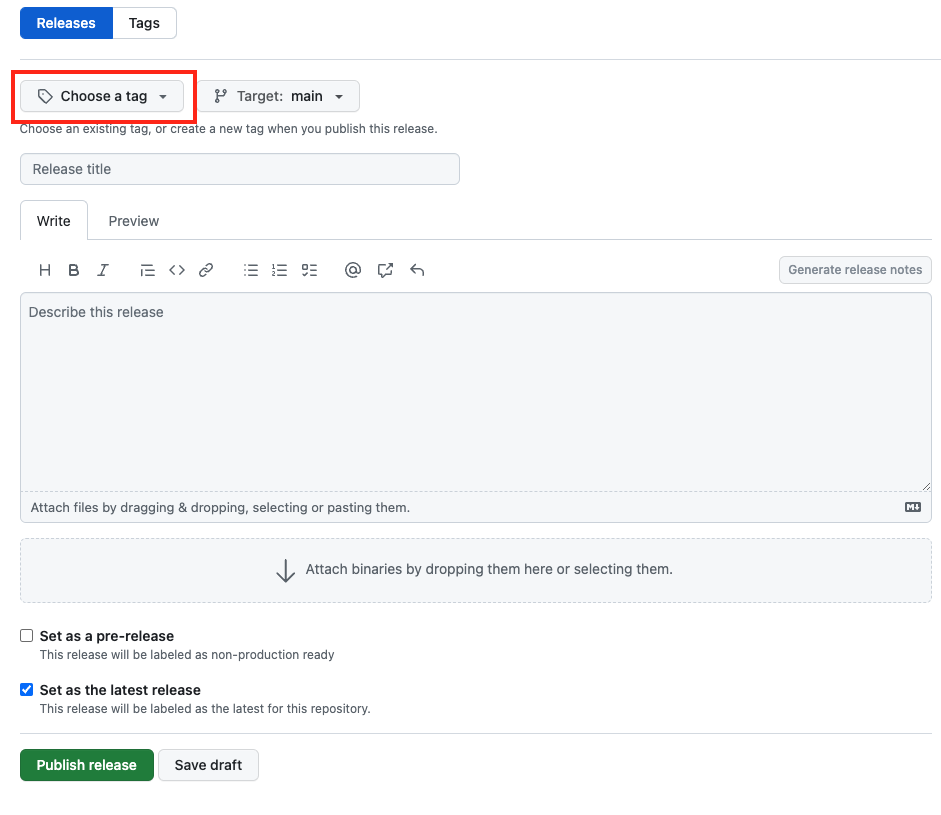 Releases Tags
Choose a tag Target: main
Choose an existing tag, or create a new tag when you publish this release.
Release title
Write Preview
H B I @ Generate release notes
Describe this release
Attach files by dragging & dropping, selecting or pasting them.
Attach binaries by dropping them here or selecting them.
Set as a pre-release
This release will be labeled as non-production ready
Set as the latest release
This release will be labeled as the latest for this repository.
Publish release Save draft